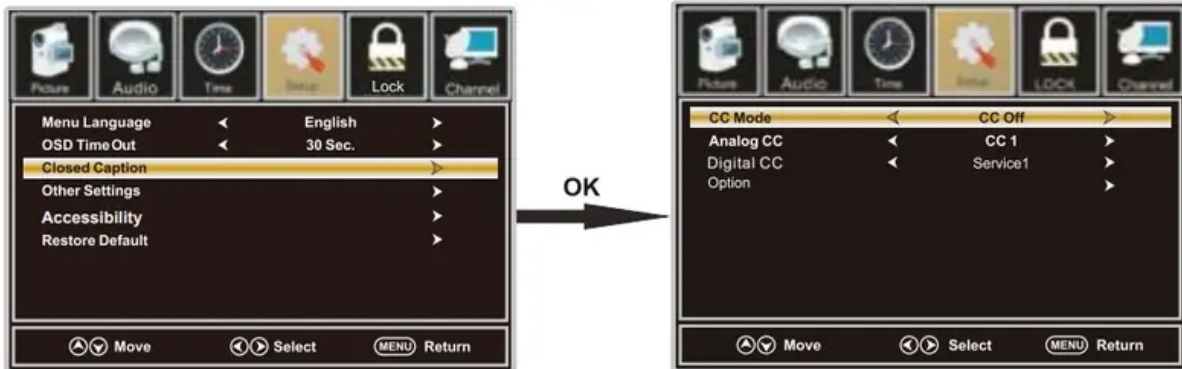 Picture Audio Time Setup Lock Channel
Menu Language English
OSD Time Out 30 Sec.
Closed Caption
Other Settings
Accessibility
Restore Default
Move Select MENU Return
OK
Picture Audio Time Setup LOCK Channel
CC Mode CC Off
Analog CC CC 1
Digital CC Service1
Option
Move Select MENU Return